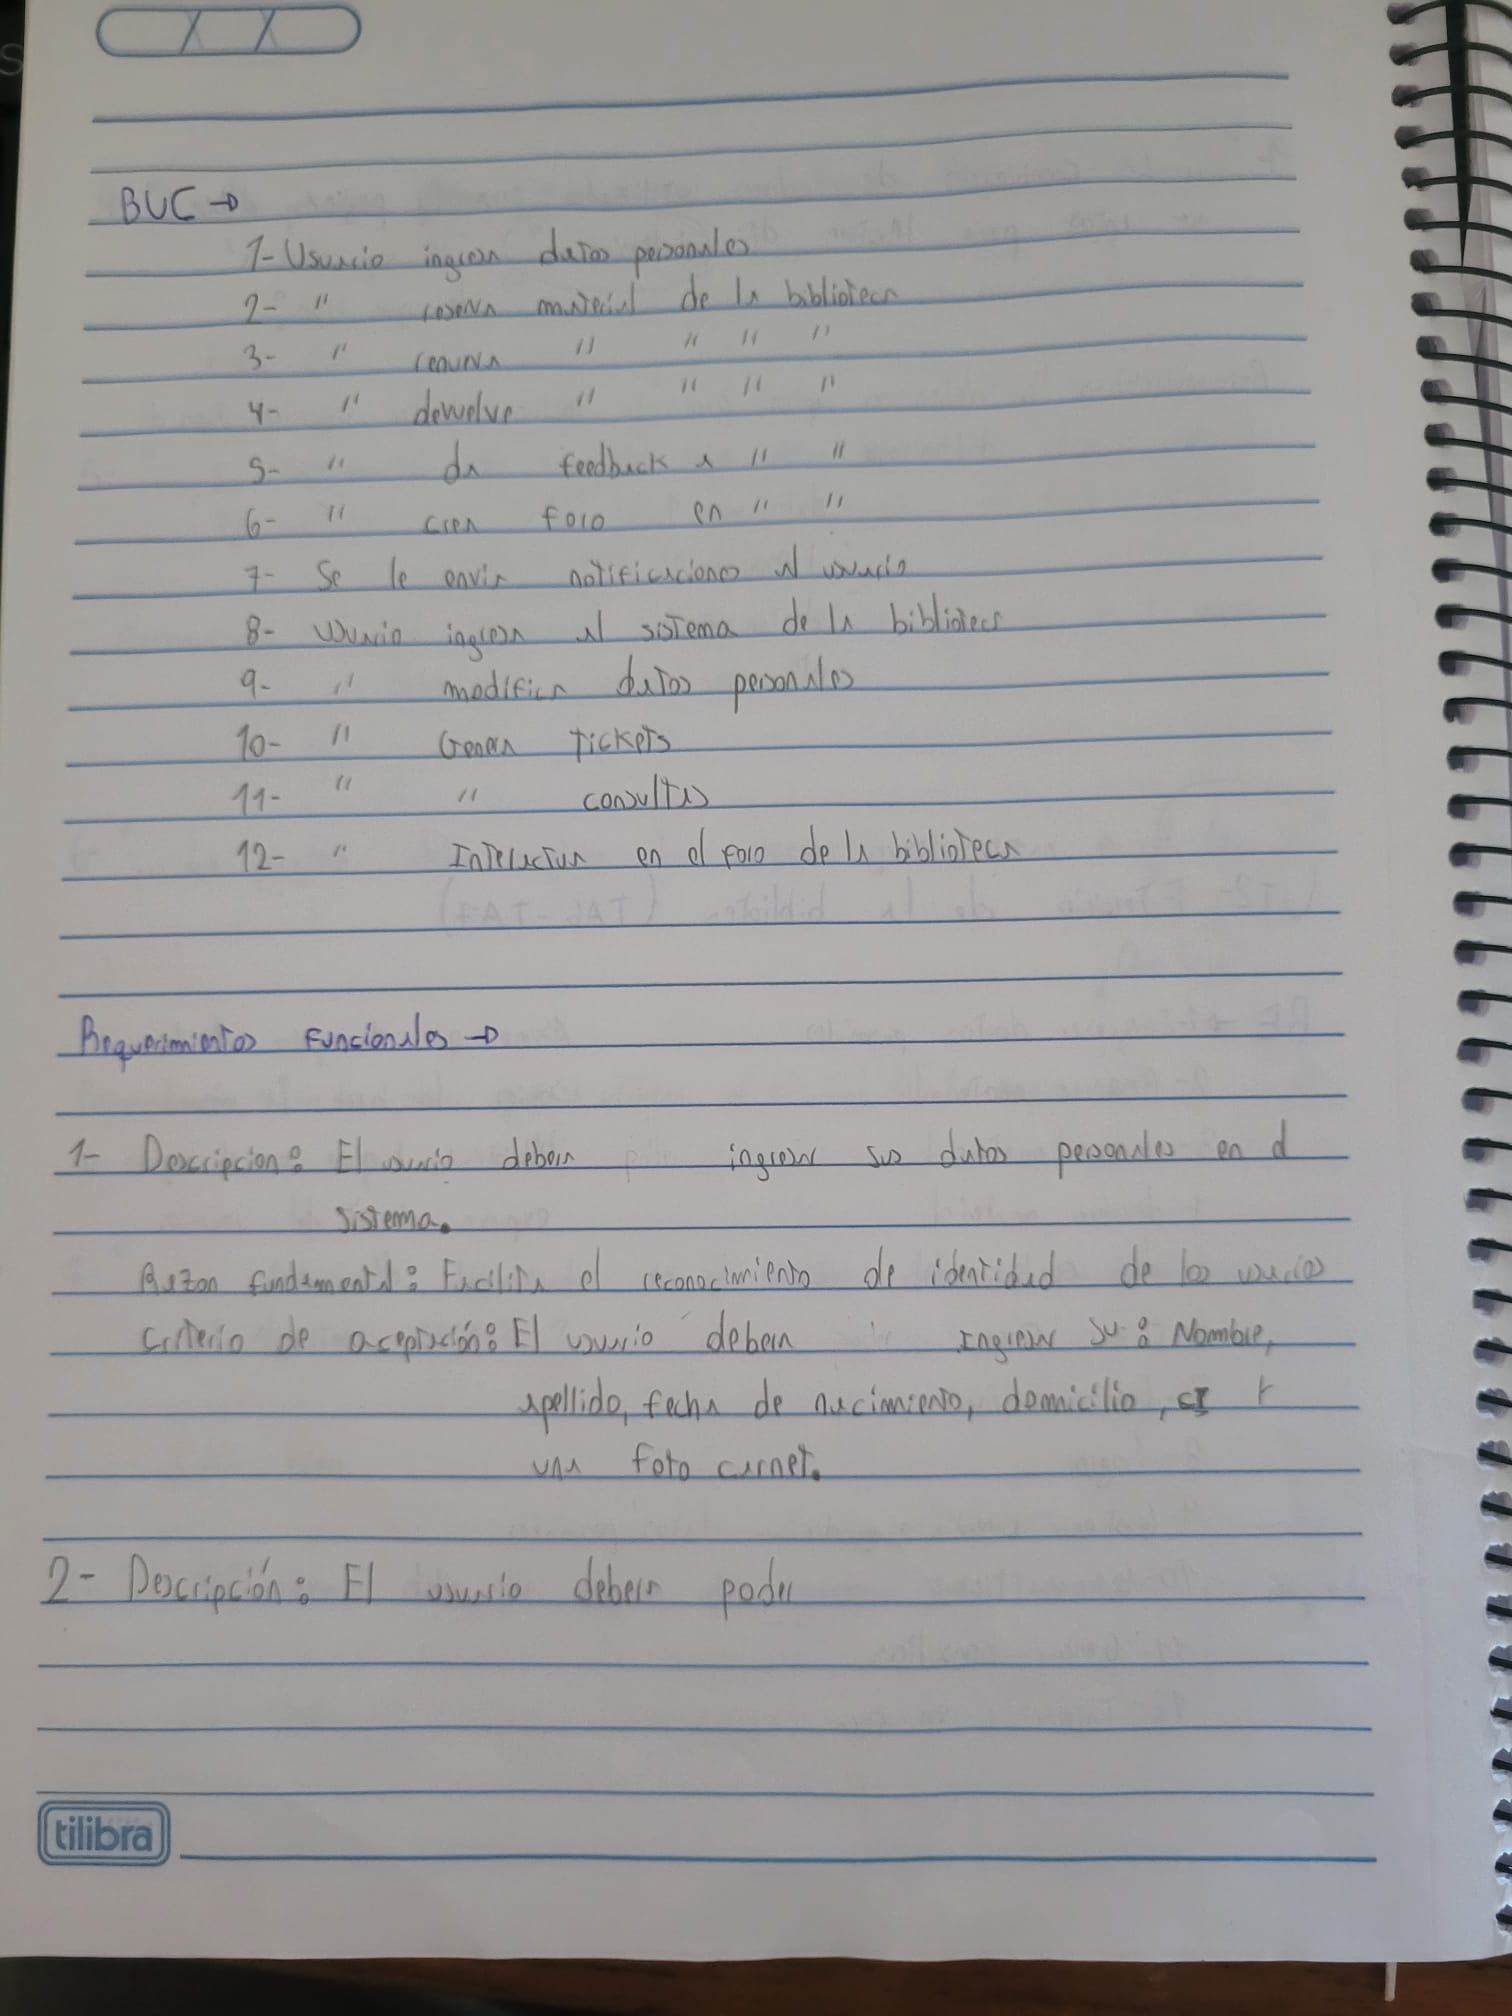 BUC →
1- Usuario ingresa datos personales
2- " reserva material de la biblioteca
3- " " " " "
4- " devuelve " " " "
5- " da feedback a " "
6- " crea foro en " "
7- Se le envia notificaciones al usuario
8- usuario ingresa al sistema de la biblioteca
9- " modifica datos personales
10- " Genera Tickets
11- " " consultas
12- " Interactua en el foro de la biblioteca
Requerimientos Funcionales →
1- Descripcion: El usuario debera ingresar sus datos personales en el
sistema.
Razon fundamental: Facilita el reconocimiento de identidad de los usuarios
Criterio de aceptación: El usuario debera Ingresar su: Nombre,
apellido, fecha de nacimiento, domicilio, CI Y
una foto carnet.
2- Descripción: El usuario debera poder
tilibra